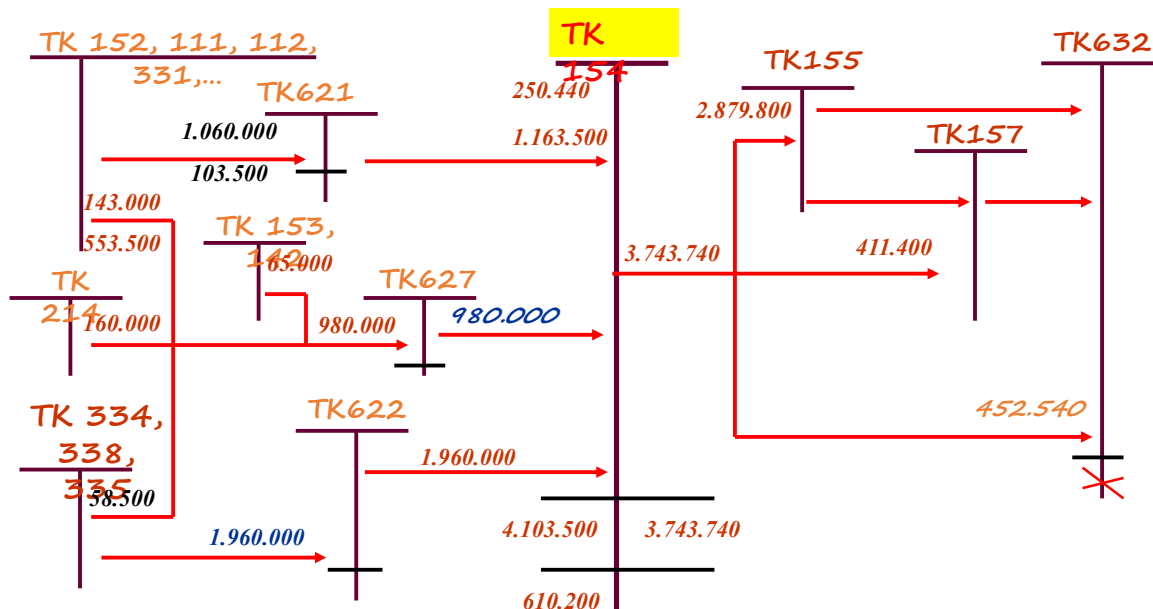 TK 152, 111, 112,
331,...
TK
154
TK155
TK632
250.440
TK621
2.879.800
1.060.000
1.163.500
TK157
103.500
143.000
TK 153,
142
553.500
65.000
3.743.740
411.400
TK
214
TK627
160.000
980.000
980.000
TK 334,
338,
335
TK622
452.540
58.500
1.960.000
1.960.000
4.103.500
3.743.740
610.200